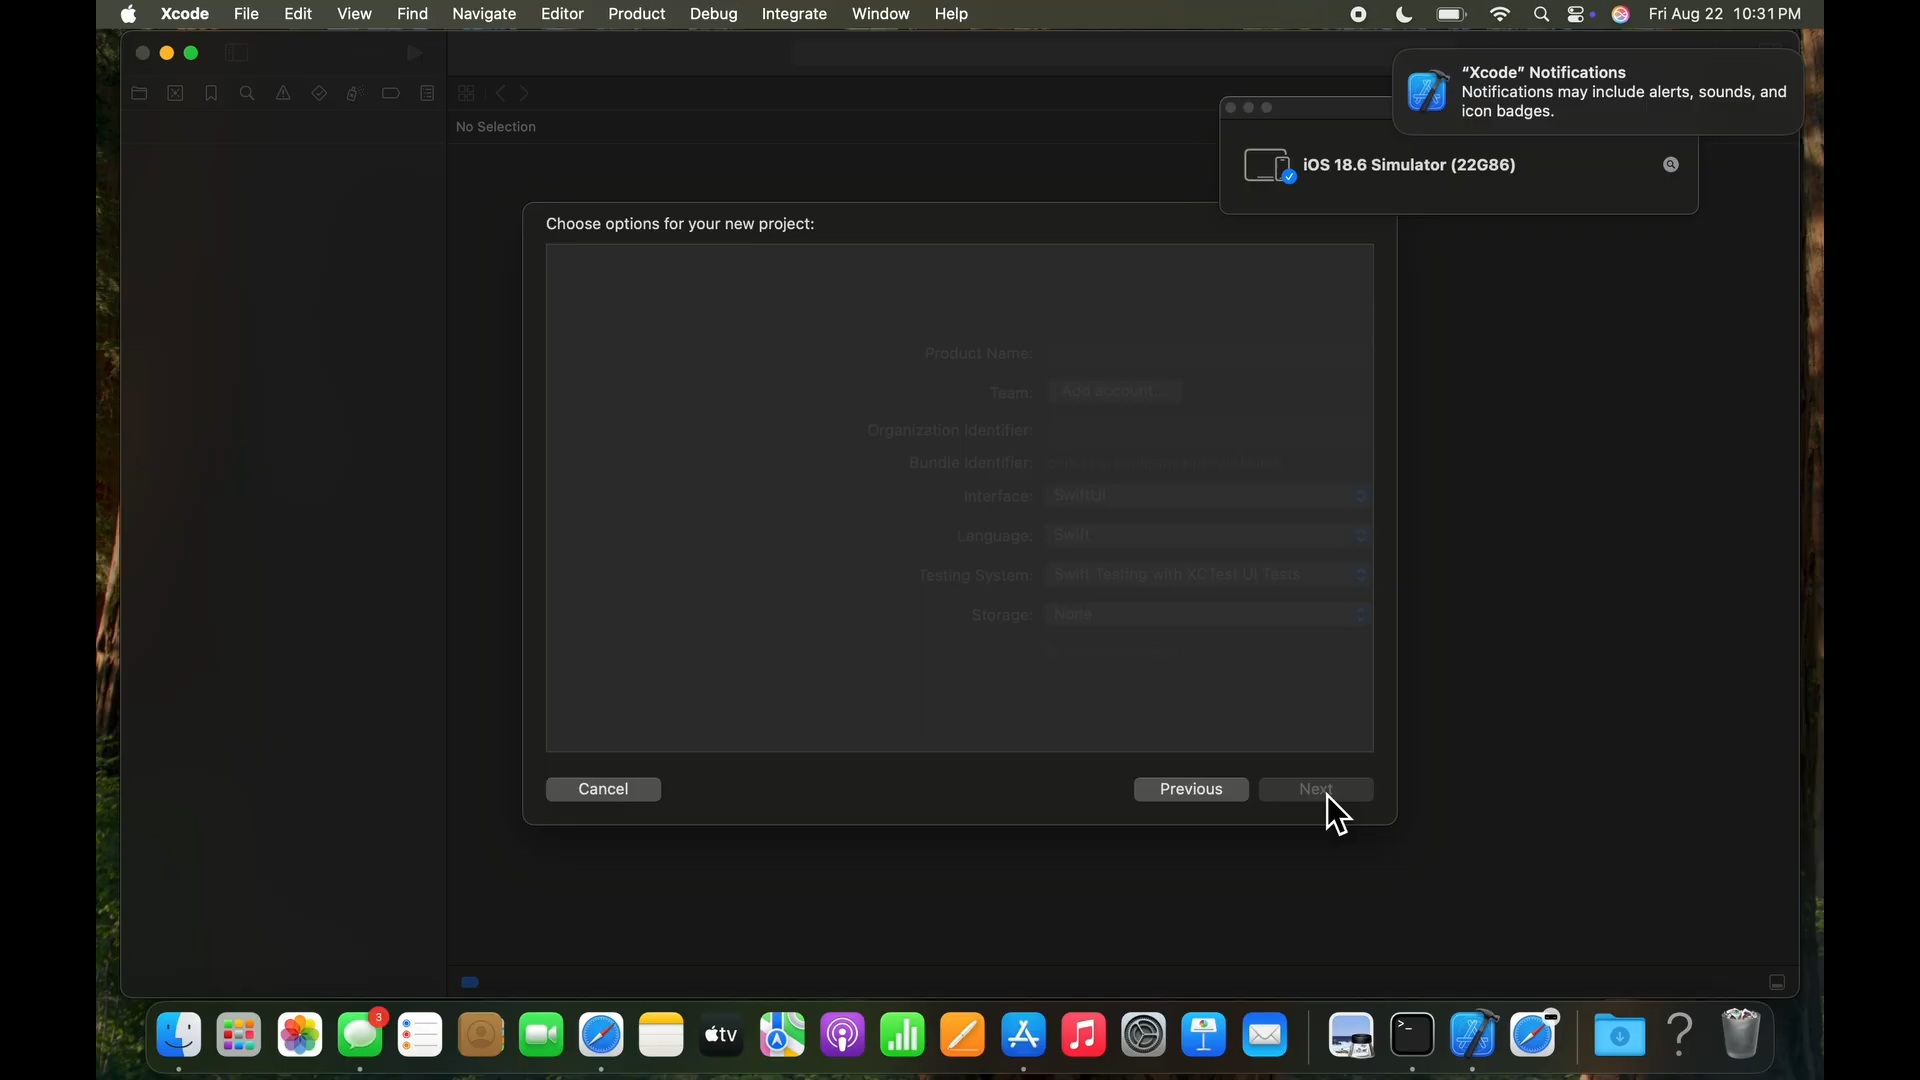 Xcode File Edit View Find Navigate Editor Product Debug Integrate Window Help Fri Aug 22 10:31 PM
"Xcode" Notifications
Notifications may include alerts, sounds, and
icon badges.
No Selection
iOS 18.6 Simulator (22G86)
Choose options for your new project:
Product Name:
Team: Add account...
Organization Identifier:
Bundle Identifier:
Interface: SwiftUI
Language: Swift
Testing System: Swift Testing with XCTest UI Tests
Storage: None
Cancel Previous Next
3
tv